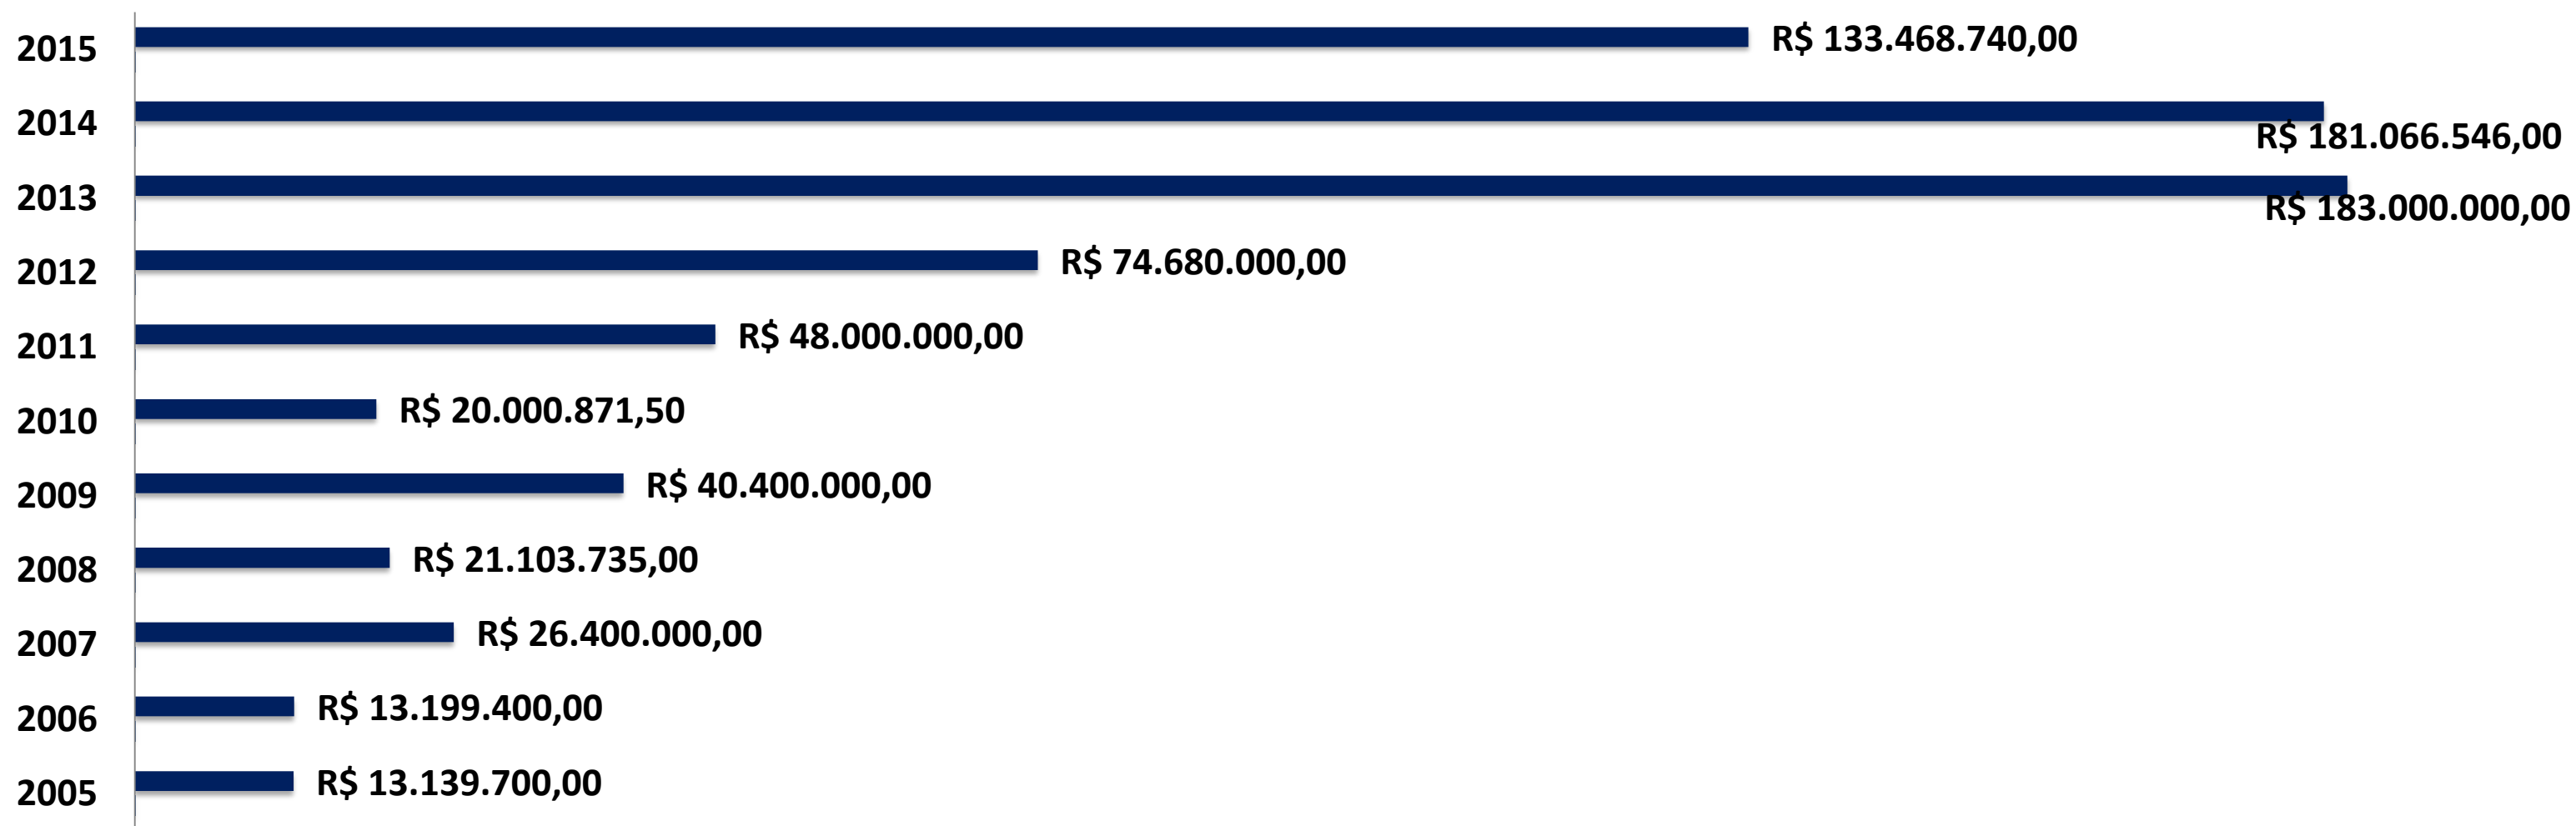 2015 R$ 133.468.740,00
2014 R$ 181.066.546,00
2013 R$ 183.000.000,00
2012 R$ 74.680.000,00
2011 R$ 48.000.000,00
2010 R$ 20.000.871,50
2009 R$ 40.400.000,00
2008 R$ 21.103.735,00
2007 R$ 26.400.000,00
2006 R$ 13.199.400,00
2005 R$ 13.139.700,00